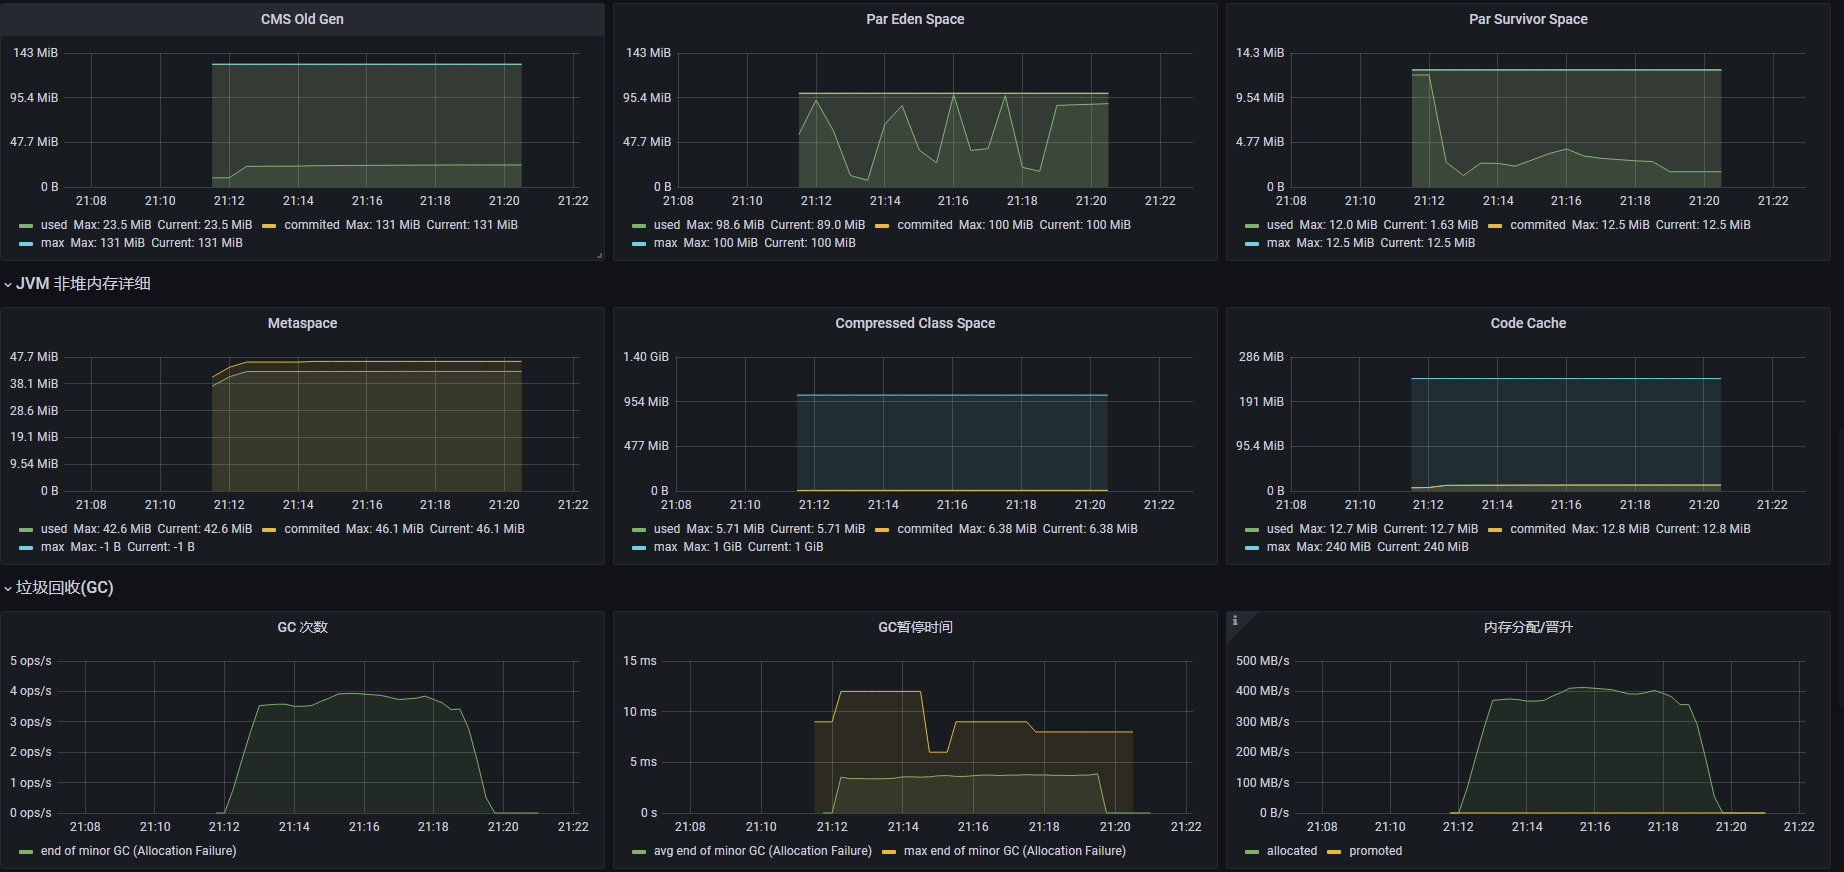 CMS Old Gen
143 MiB
95.4 MiB
47.7 MiB
0 B
21:08 21:10 21:12 21:14 21:16 21:18 21:20 21:22
used Max: 23.5 MiB Current: 23.5 MiB commited Max: 131 MiB Current: 131 MiB
max Max: 131 MiB Current: 131 MiB
Par Eden Space
143 MiB
95.4 MiB
47.7 MiB
0 B
21:08 21:10 21:12 21:14 21:16 21:18 21:20 21:22
used Max: 98.6 MiB Current: 89.0 MiB commited Max: 100 MiB Current: 100 MiB
max Max: 100 MiB Current: 100 MiB
Par Survivor Space
14.3 MiB
9.54 MiB
4.77 MiB
0 B
21:08 21:10 21:12 21:14 21:16 21:18 21:20 21:22
used Max: 12.0 MiB Current: 1.63 MiB commited Max: 12.5 MiB Current: 12.5 MiB
max Max: 12.5 MiB Current: 12.5 MiB
JVM 非堆内存详细
Metaspace
47.7 MiB
38.1 MiB
28.6 MiB
19.1 MiB
9.54 MiB
0 B
21:08 21:10 21:12 21:14 21:16 21:18 21:20 21:22
used Max: 42.6 MiB Current: 42.6 MiB commited Max: 46.1 MiB Current: 46.1 MiB
max Max: -1 B Current: -1 B
Compressed Class Space
1.40 GiB
954 MiB
477 MiB
0 B
21:08 21:10 21:12 21:14 21:16 21:18 21:20 21:22
used Max: 5.71 MiB Current: 5.71 MiB commited Max: 6.38 MiB Current: 6.38 MiB
max Max: 1 GiB Current: 1 GiB
Code Cache
286 MiB
191 MiB
95.4 MiB
0 B
21:08 21:10 21:12 21:14 21:16 21:18 21:20 21:22
used Max: 12.7 MiB Current: 12.7 MiB commited Max: 12.8 MiB Current: 12.8 MiB
max Max: 240 MiB Current: 240 MiB
垃圾回收(GC)
GC 次数
5 ops/s
4 ops/s
3 ops/s
2 ops/s
1 ops/s
0 ops/s
21:08 21:10 21:12 21:14 21:16 21:18 21:20 21:22
end of minor GC (Allocation Failure)
GC暂停时间
15 ms
10 ms
5 ms
0 s
21:08 21:10 21:12 21:14 21:16 21:18 21:20 21:22
avg end of minor GC (Allocation Failure) max end of minor GC (Allocation Failure)
i
内存分配/晋升
500 MB/s
400 MB/s
300 MB/s
200 MB/s
100 MB/s
0 B/s
21:08 21:10 21:12 21:14 21:16 21:18 21:20 21:22
allocated promoted